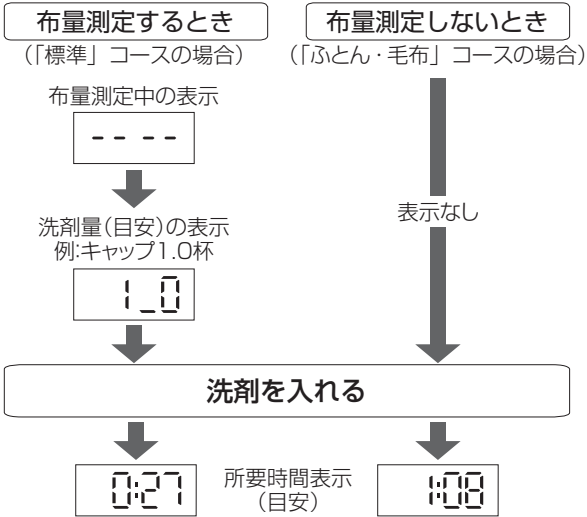 布量測定するとき
（「標準」コースの場合）
布量測定中の表示
----
洗剤量（目安）の表示
例:キャップ1.0杯
1_0
布量測定しないとき
（「ふとん・毛布」コースの場合）
表示なし
洗剤を入れる
0:27
所要時間表示
（目安）
1:08